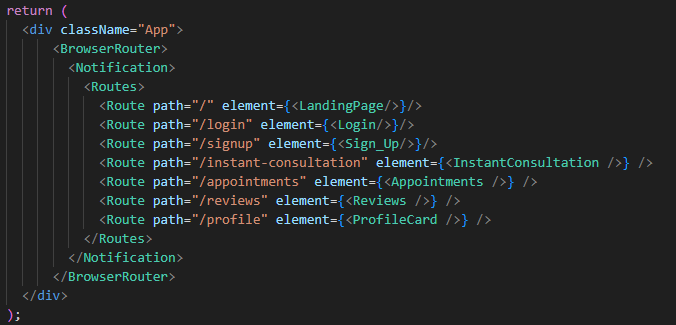 return (
<div className="App">
<BrowserRouter>
<Notification>
<Routes>
<Route path="/" element={<LandingPage/>}/>
<Route path="/login" element={<Login/>}/>
<Route path="/signup" element={<Sign_Up/>}/>
<Route path="/instant-consultation" element={<InstantConsultation />} />
<Route path="/appointments" element={<Appointments />} />
<Route path="/reviews" element={<Reviews />} />
<Route path="/profile" element={<ProfileCard />} />
</Routes>
</Notification>
</BrowserRouter>
</div>
);